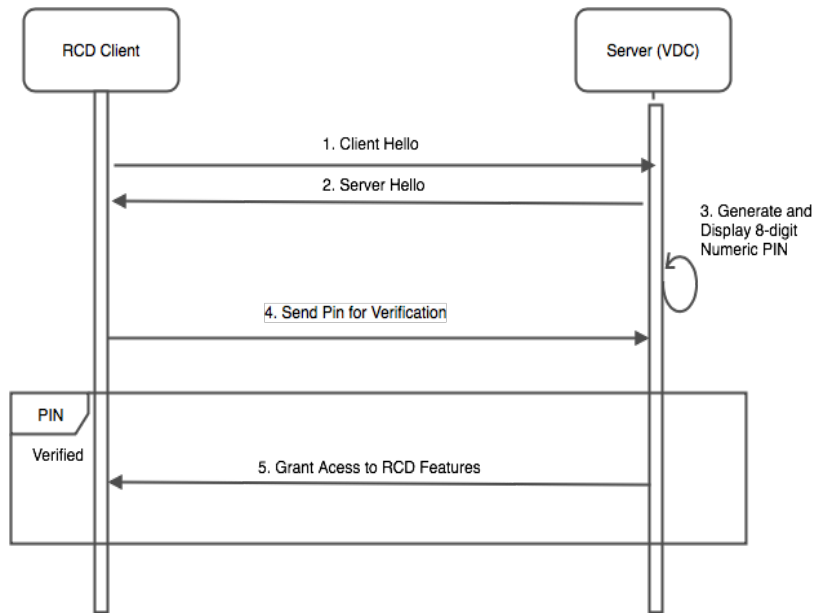 RCD Client
Server (VDC)
1. Client Hello
2. Server Hello
3. Generate and
Display 8-digit
Numeric PIN
4. Send Pin for Verification
PIN
Verified
5. Grant Acess to RCD Features